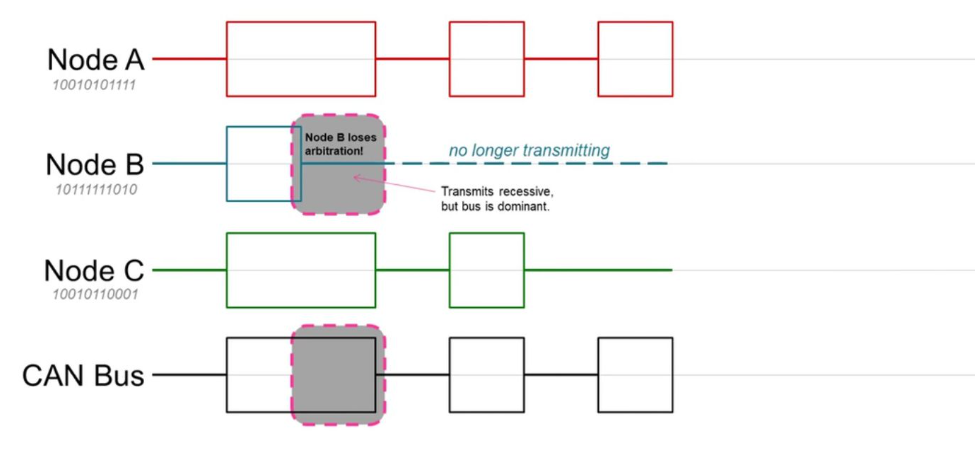 Node A
10010101111
Node B loses
arbitration!
Node B
10111111010
no longer transmitting
Transmits recessive,
but bus is dominant.
Node C
10010110001
CAN Bus